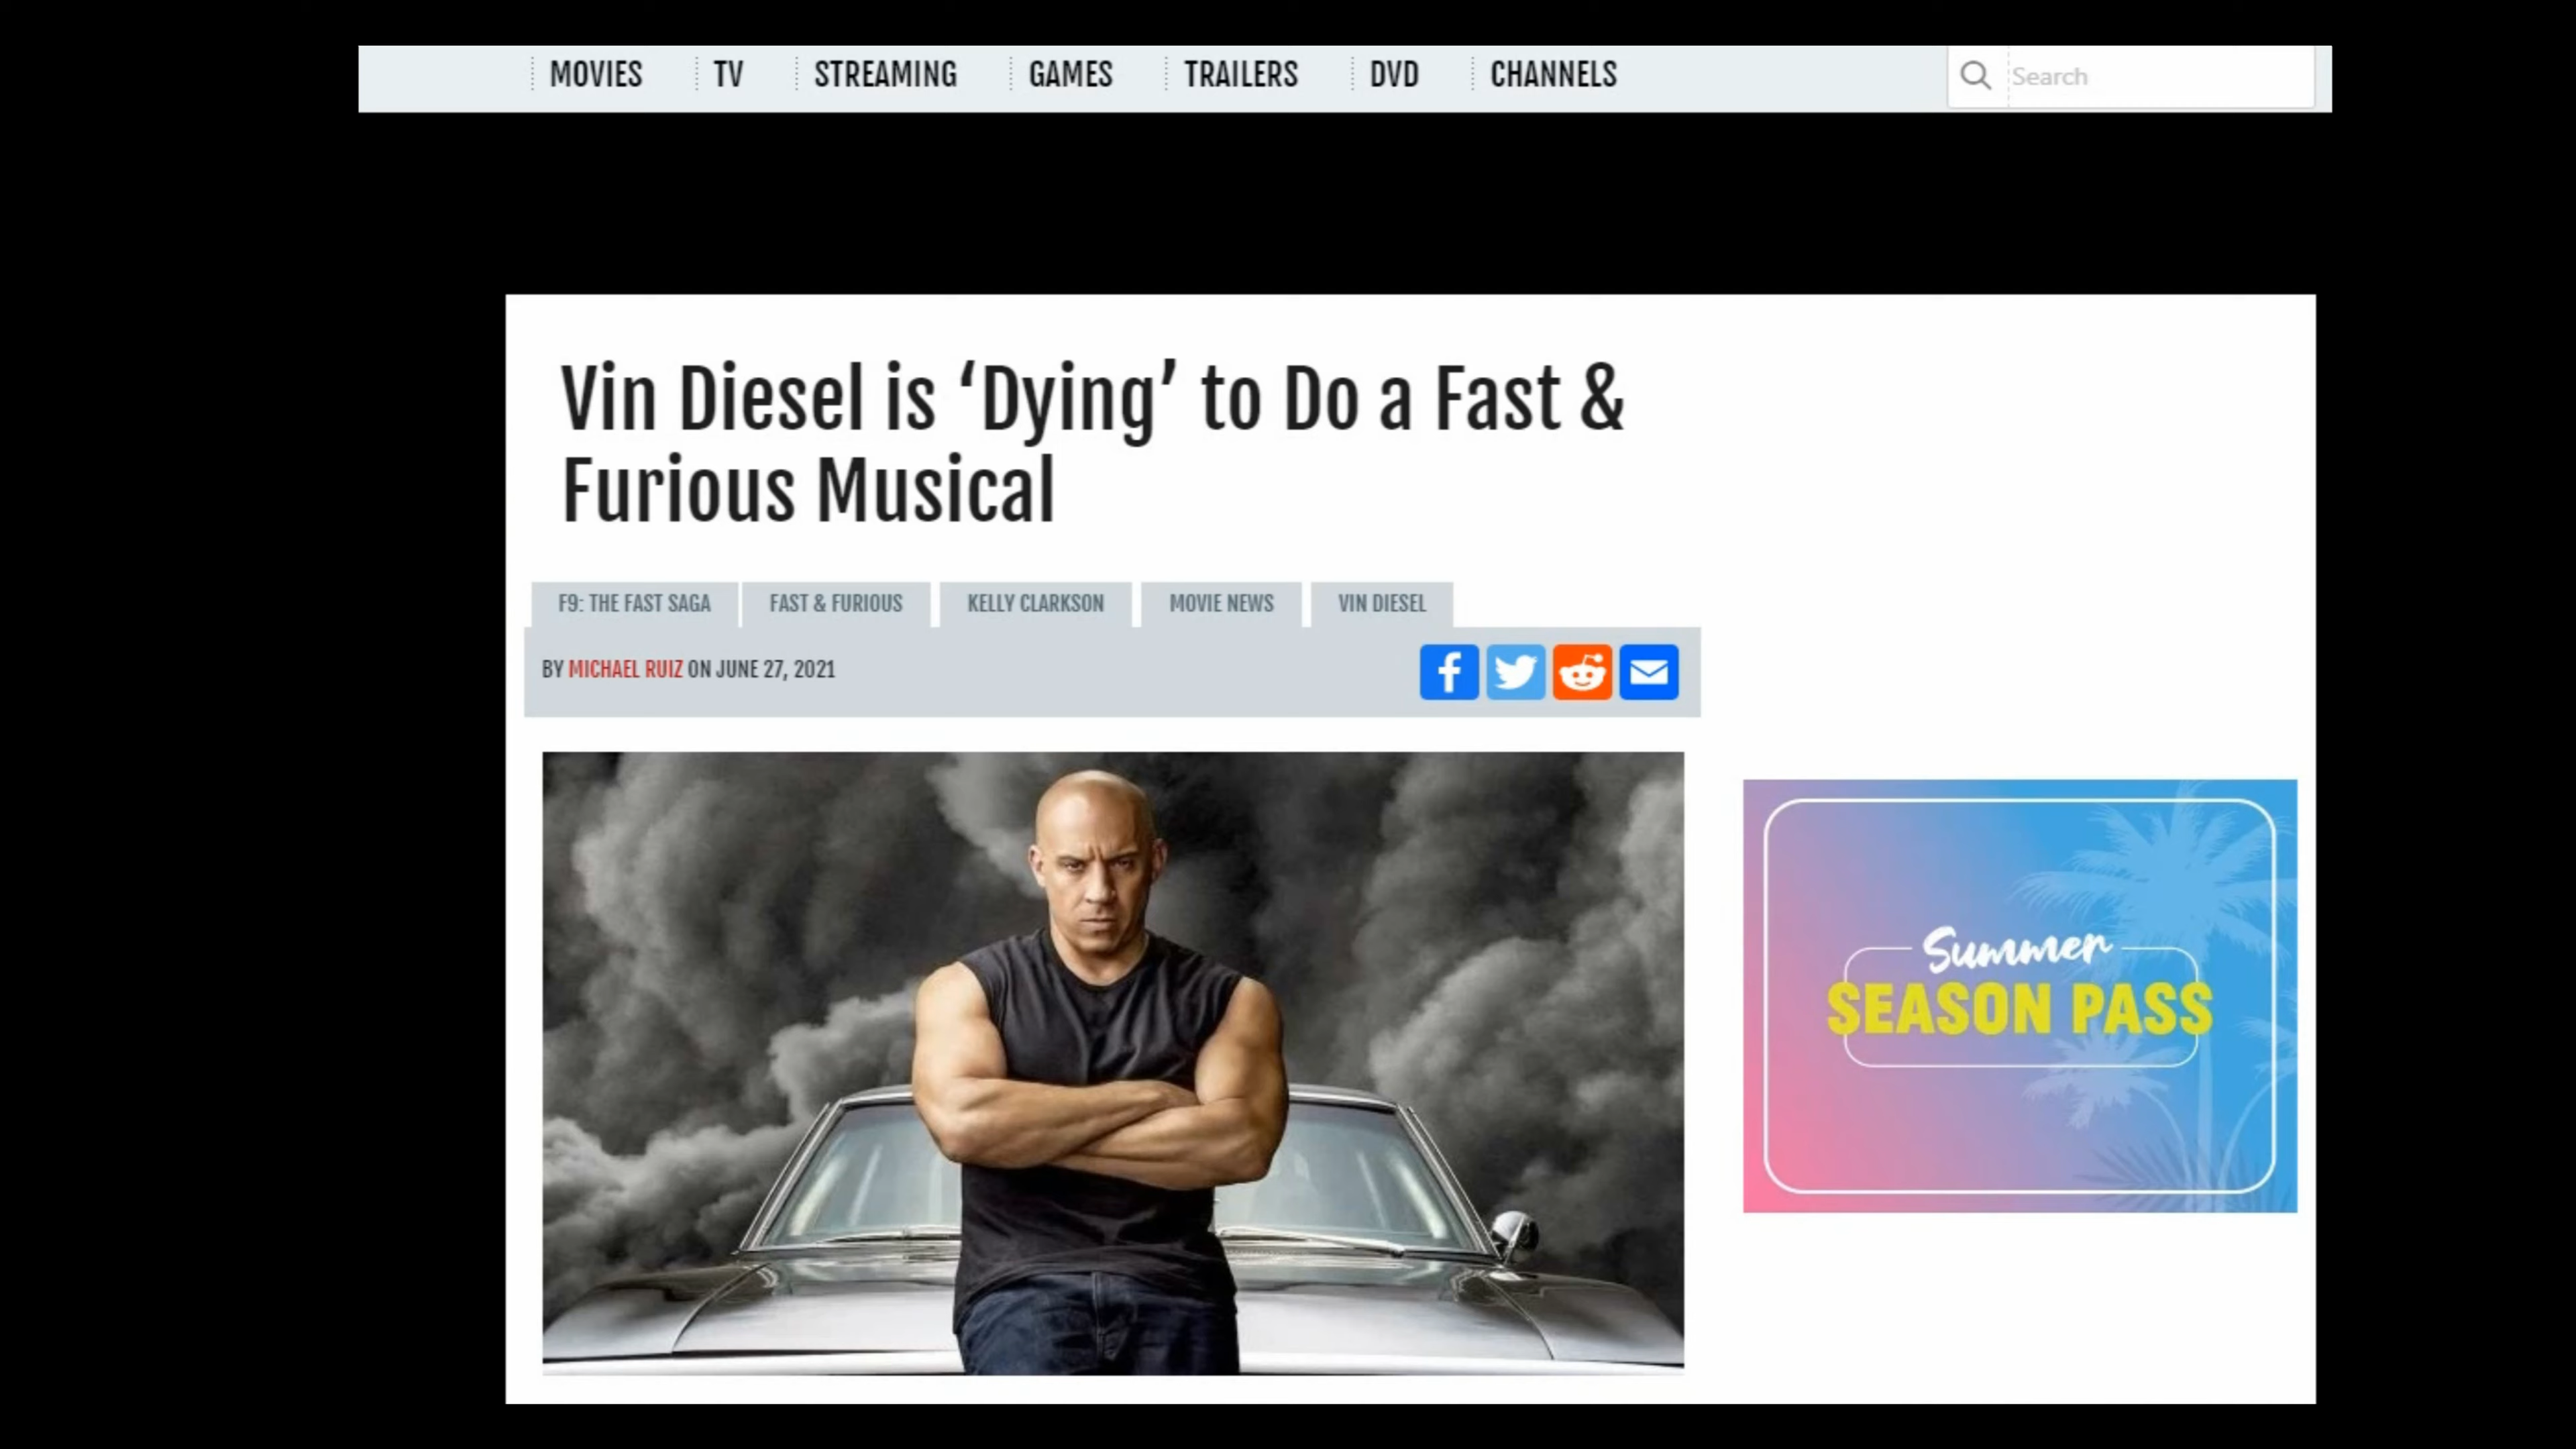 MOVIES TV STREAMING GAMES TRAILERS DVD CHANNELS Search
Vin Diesel is ‘Dying’ to Do a Fast &
Furious Musical
F9: THE FAST SAGA FAST & FURIOUS KELLY CLARKSON MOVIE NEWS VIN DIESEL
BY MICHAEL RUIZ ON JUNE 27, 2021
Summer
SEASON PASS